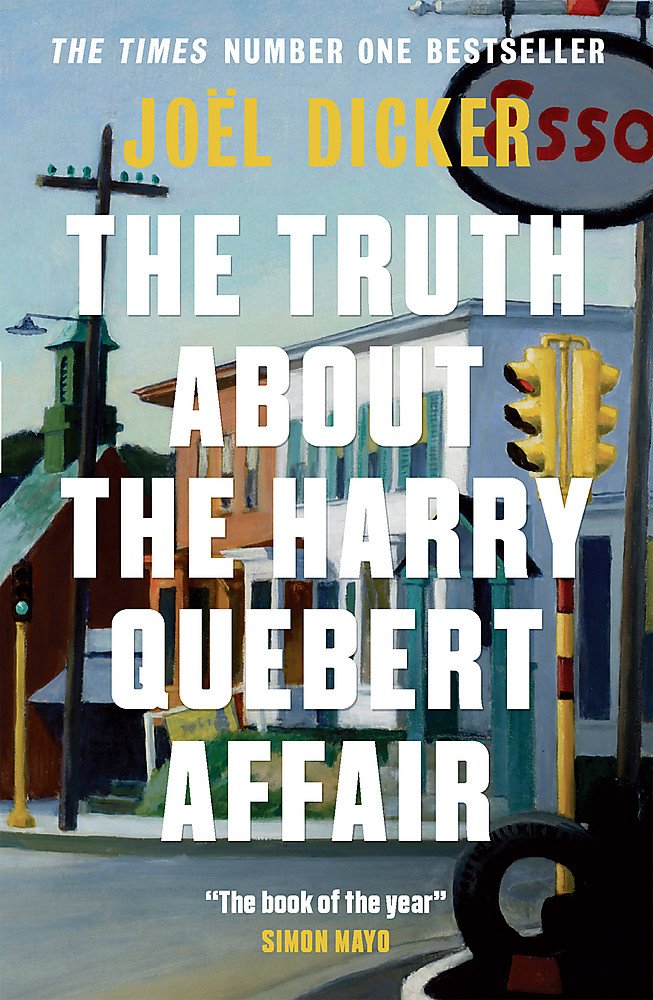 THE TIMES NUMBER ONE BESTSELLER
Esso
JOËL DICKER
THE TRUTH
ABOUT
THE HARRY
QUEBERT
AFFAIR
“The book of the year”
SIMON MAYO